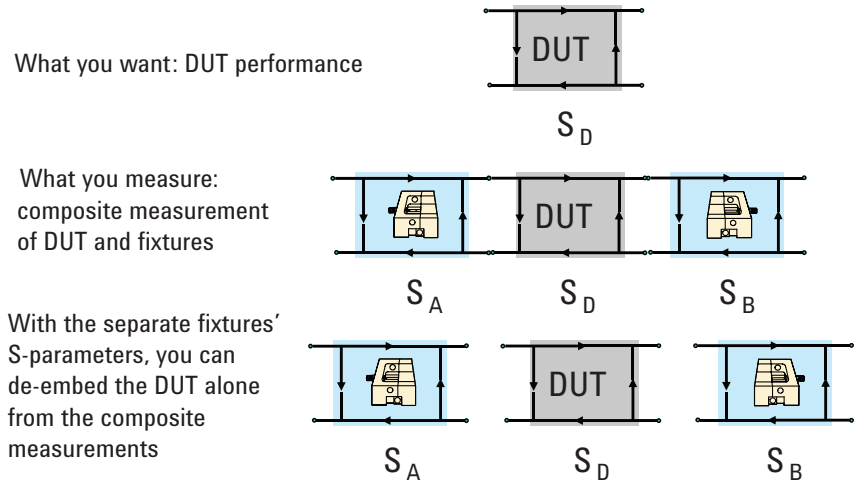 What you want: DUT performance
DUT
S D
What you measure:
composite measurement
of DUT and fixtures
DUT
S A
S D
S B
With the separate fixtures’
S-parameters, you can
de-embed the DUT alone
from the composite
measurements
DUT
S A
S D
S B